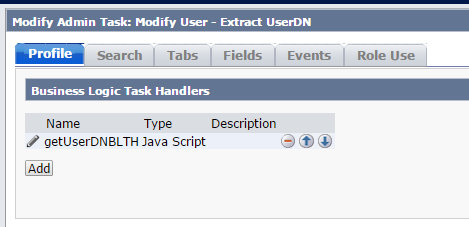 Modify Admin Task: Modify User - Extract UserDN
Profile Search Tabs Fields Events Role Use
Business Logic Task Handlers
Name Type Description
getUserDNBLTH Java Script
Add